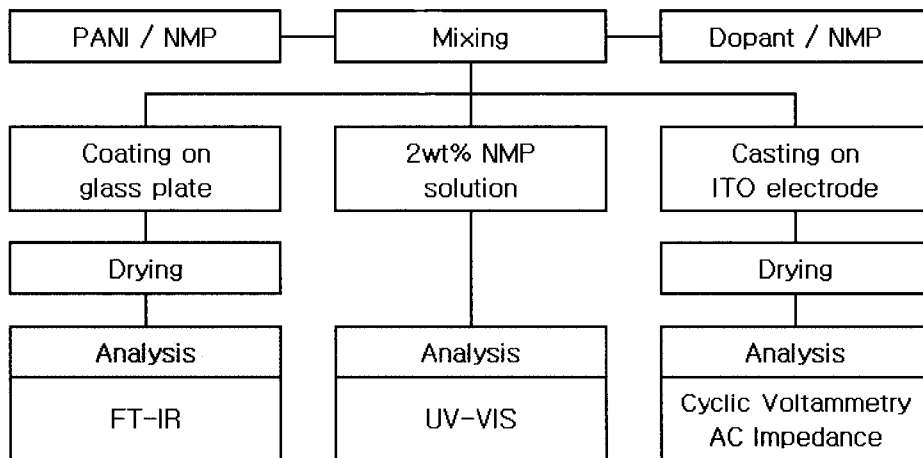 PANI / NMP
Mixing
Dopant / NMP
Coating on
glass plate
2wt% NMP
solution
Casting on
ITO electrode
Drying
Drying
Analysis
Analysis
Analysis
FT-IR
UV-VIS
Cyclic Voltammetry
AC Impedance